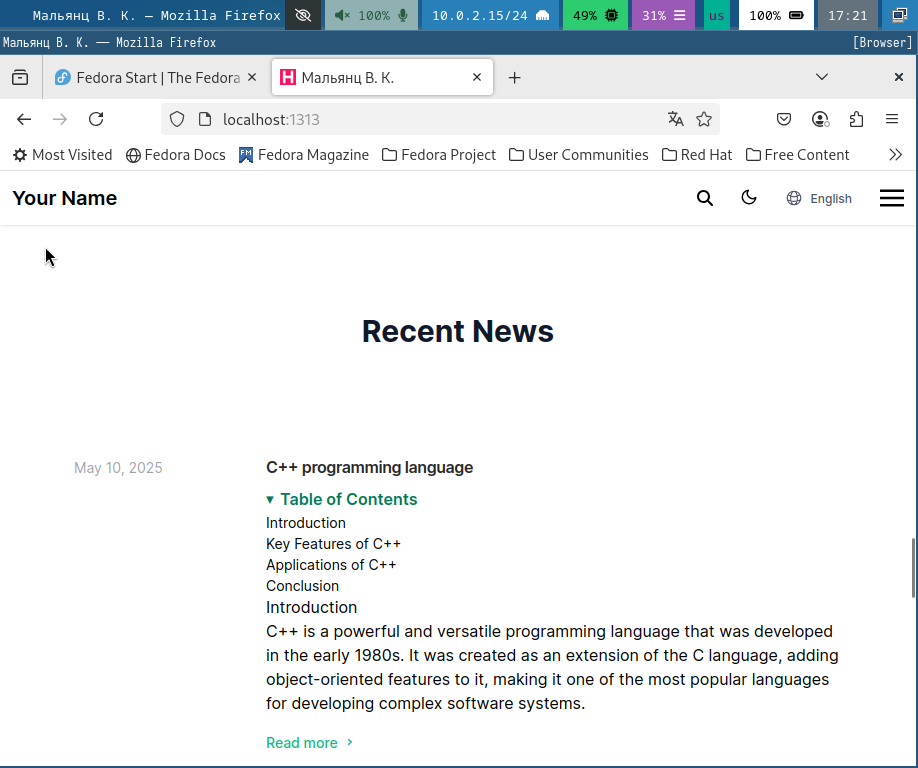 Мальянц В. К. — Mozilla Firefox 100% 10.0.2.15/24 49% 31% us 100% 17:21
Мальянц В. К. — Mozilla Firefox [Browser]
Fedora Start | The Fedora Мальянц В. К.
localhost:1313
Most Visited Fedora Docs Fedora Magazine Fedora Project User Communities Red Hat Free Content
Your Name English
Recent News
May 10, 2025 C++ programming language
Table of Contents
Introduction
Key Features of C++
Applications of C++
Conclusion
Introduction
C++ is a powerful and versatile programming language that was developed
in the early 1980s. It was created as an extension of the C language, adding
object-oriented features to it, making it one of the most popular languages
for developing complex software systems.
Read more